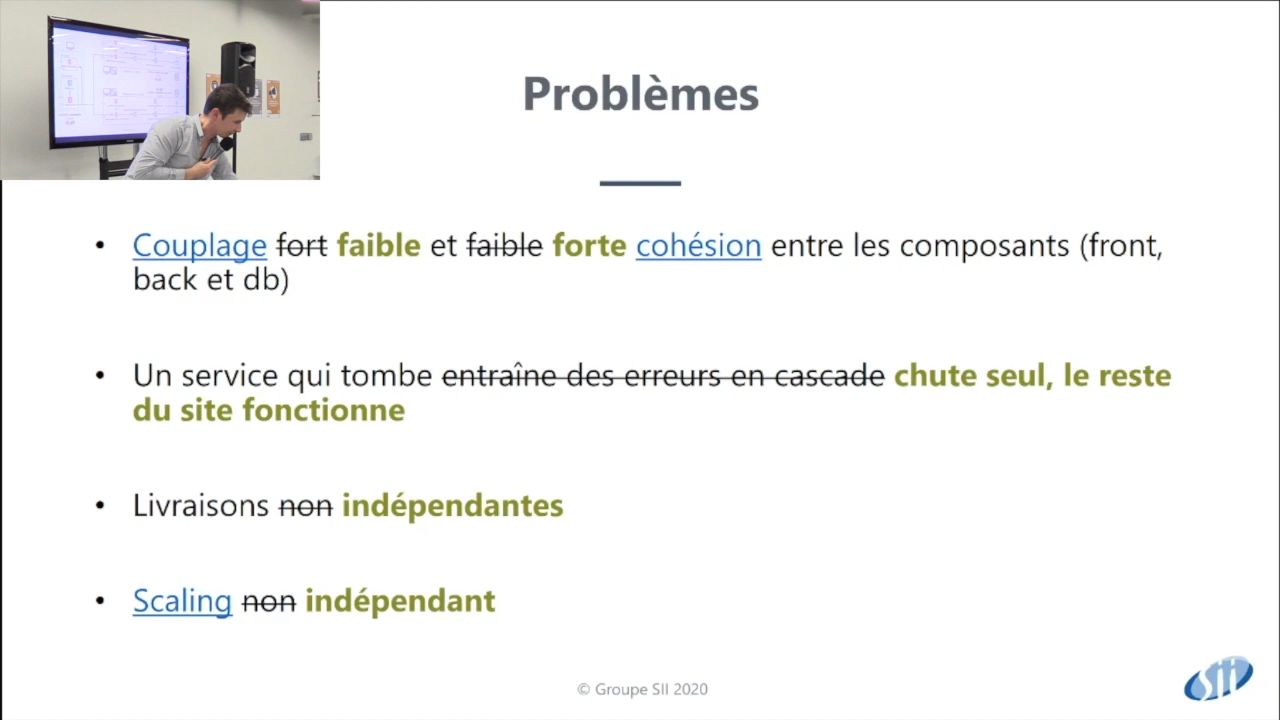 Problèmes
• Couplage fort faible et faible forte cohésion entre les composants (front,
back et db)
• Un service qui tombe entraîne des erreurs en cascade chute seul, le reste
du site fonctionne
• Livraisons non indépendantes
• Scaling non indépendant
© Groupe SII 2020
sii